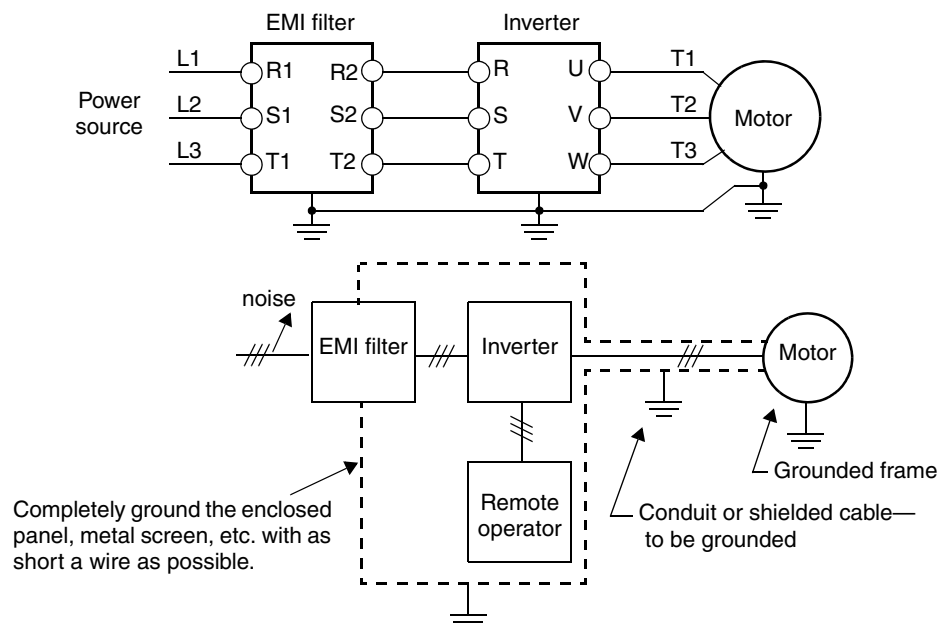 EMI filter
Inverter
Power
source
L1
L2
L3
R1
S1
T1
R2
S2
T2
R
S
T
U
V
W
T1
T2
T3
Motor
noise
EMI filter
Inverter
Motor
Remote
operator
Completely ground the enclosed
panel, metal screen, etc. with as
short a wire as possible.
Grounded frame
Conduit or shielded cable—
to be grounded